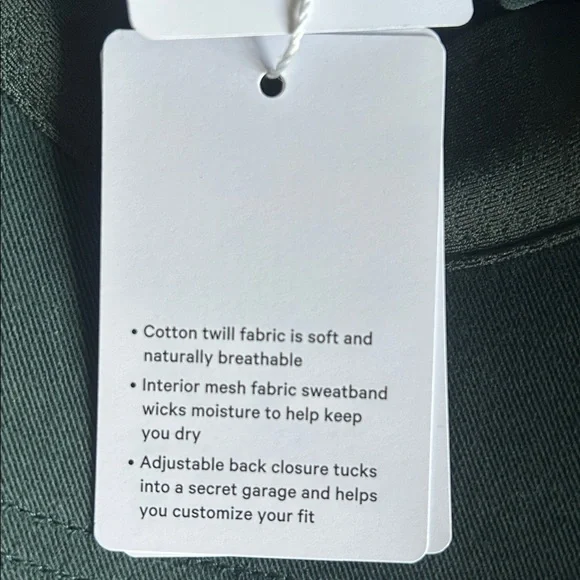 • Cotton twill fabric is soft and
naturally breathable
• Interior mesh fabric sweatband
wicks moisture to help keep
you dry
• Adjustable back closure tucks
into a secret garage and helps
you customize your fit